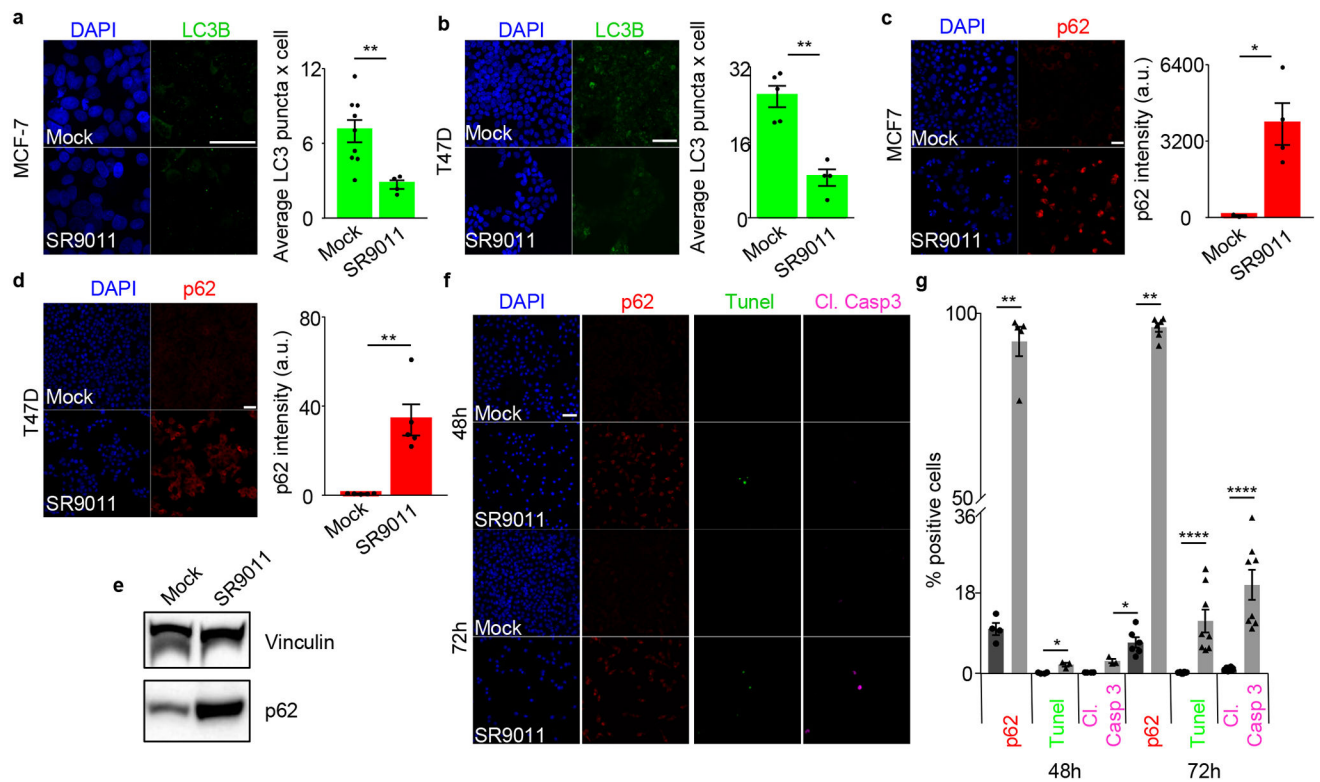 a
DAPI LC3B
MCF-7
Mock
SR9011
Average LC3 puncta x cell
12
6
0
**
Mock SR9011
b
DAPI LC3B
T47D
Mock
SR9011
Average LC3 puncta x cell
32
16
0
**
Mock SR9011
c
DAPI p62
MCF7
Mock
SR9011
p62 intensity (a.u.)
6400
3200
0
*
Mock SR9011
d
DAPI p62
T47D
Mock
SR9011
p62 intensity (a.u.)
80
40
0
**
Mock SR9011
e
Mock SR9011
Vinculin
p62
f
DAPI p62 Tunel Cl. Casp3
48h
Mock
SR9011
72h
Mock
SR9011
g
% positive cells
100
50
36
18
0
** * * ** **** ****
p62 Tunel Cl. Casp 3 p62 Tunel Cl. Casp 3
48h 72h